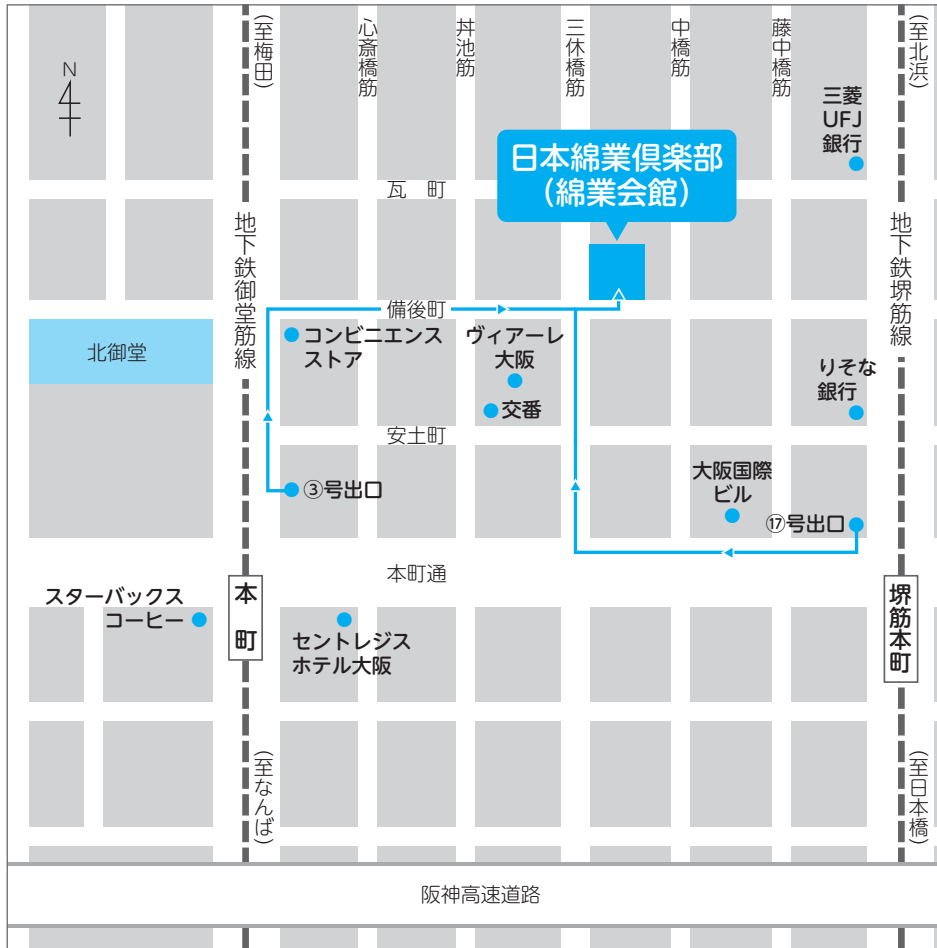 (至梅田)
心斎橋筋
丼池筋
三休橋筋
中橋筋
藤中橋筋
(至北浜)
N
三菱
UFJ
銀行
日本綿業倶楽部
(綿業会館)
瓦 町
地下鉄御堂筋線
地下鉄堺筋線
備後町
北御堂
コンビニエンス
ストア
ヴィアーレ
大阪
交番
りそな
銀行
安土町
③号出口
大阪国際
ビル
⑰号出口
本町通
スターバックス
コーヒー
本町
セントレジス
ホテル大阪
堺筋本町
(至なんば)
(至日本橋)
阪神高速道路